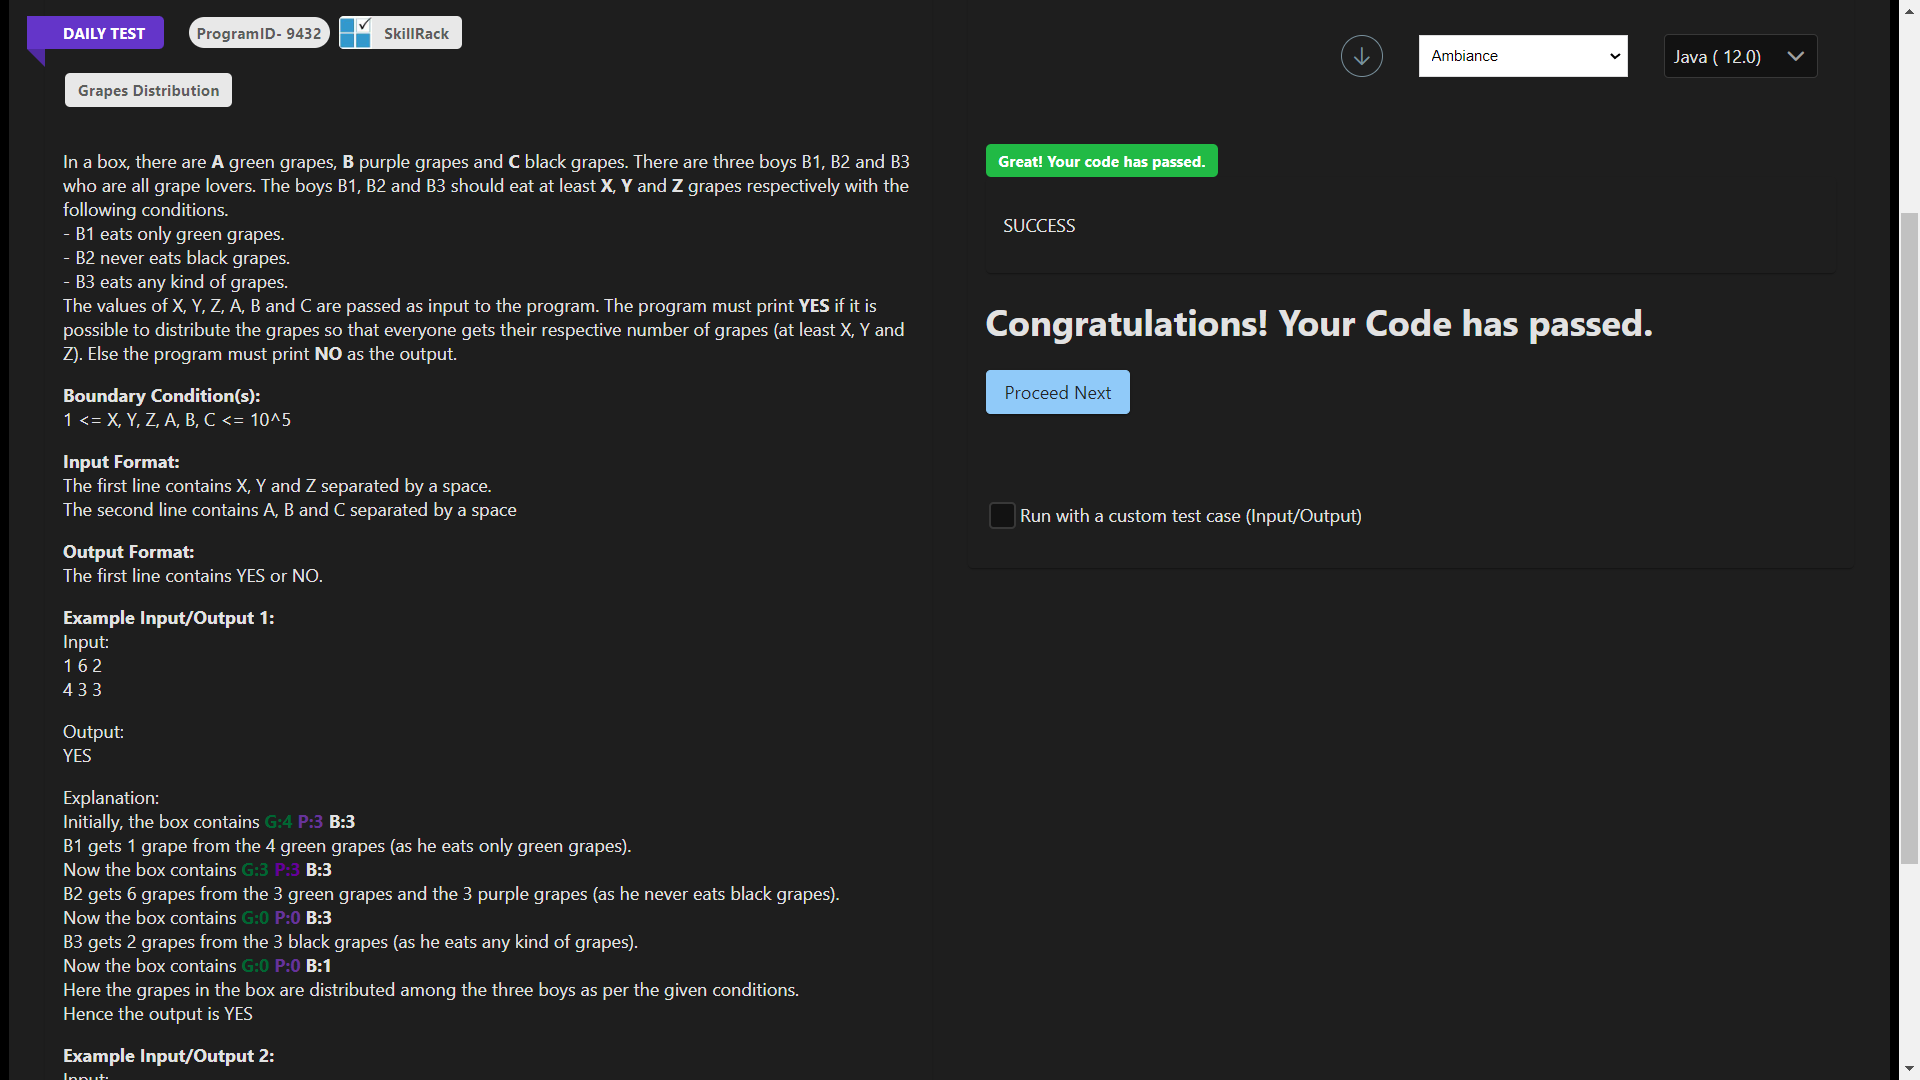 DAILY TEST
ProgramID- 9432
SkillRack
Grapes Distribution
In a box, there are A green grapes, B purple grapes and C black grapes. There are three boys B1, B2 and B3
who are all grape lovers. The boys B1, B2 and B3 should eat at least X, Y and Z grapes respectively with the
following conditions.
- B1 eats only green grapes.
- B2 never eats black grapes.
- B3 eats any kind of grapes.
The values of X, Y, Z, A, B and C are passed as input to the program. The program must print YES if it is
possible to distribute the grapes so that everyone gets their respective number of grapes (at least X, Y and
Z). Else the program must print NO as the output.
Boundary Condition(s):
1 <= X, Y, Z, A, B, C <= 10^5
Input Format:
The first line contains X, Y and Z separated by a space.
The second line contains A, B and C separated by a space
Output Format:
The first line contains YES or NO.
Example Input/Output 1:
Input:
1 6 2
4 3 3
Output:
YES
Explanation:
Initially, the box contains G:4 P:3 B:3
B1 gets 1 grape from the 4 green grapes (as he eats only green grapes).
Now the box contains G:3 P:3 B:3
B2 gets 6 grapes from the 3 green grapes and the 3 purple grapes (as he never eats black grapes).
Now the box contains G:0 P:0 B:3
B3 gets 2 grapes from the 3 black grapes (as he eats any kind of grapes).
Now the box contains G:0 P:0 B:1
Here the grapes in the box are distributed among the three boys as per the given conditions.
Hence the output is YES
Example Input/Output 2:
Input:
Ambiance
Java ( 12.0)
Great! Your code has passed.
SUCCESS
Congratulations! Your Code has passed.
Proceed Next
Run with a custom test case (Input/Output)